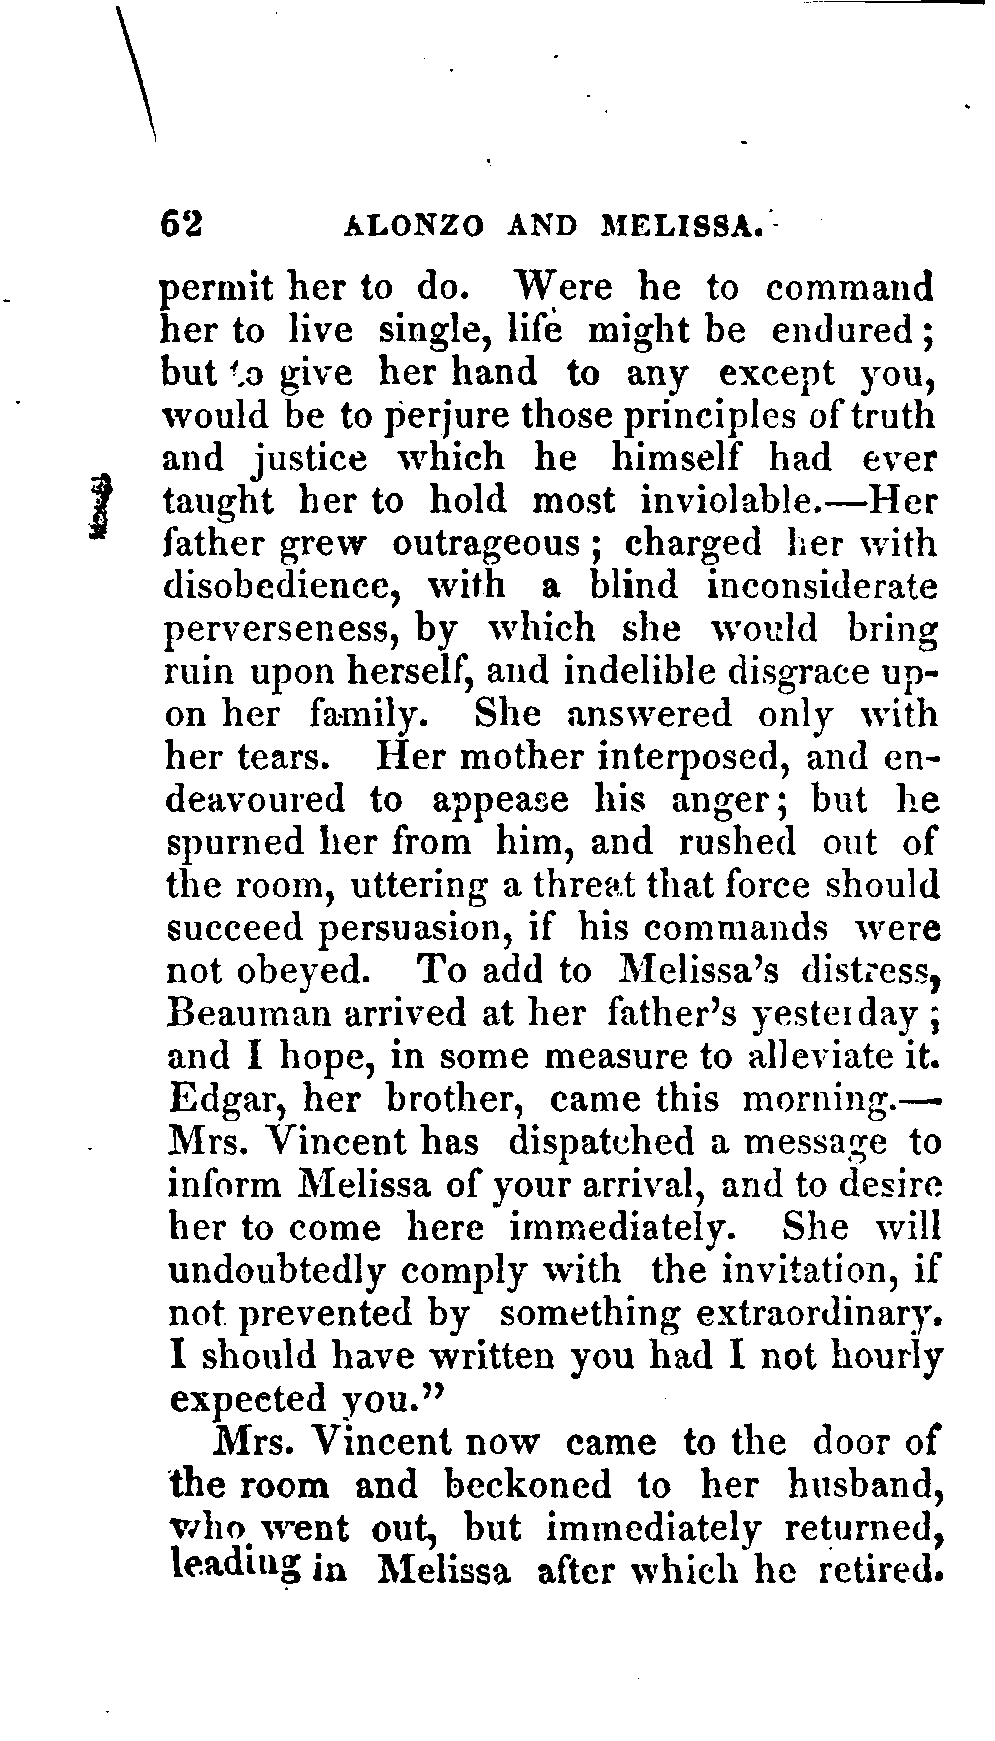 62 ALONZO AND MELISSA.
permit her to do. Were he to command
her to live single, life might be endured;
but to give her hand to any except you,
would be to perjure those principles of truth
and justice which he himself had ever
taught her to hold most inviolable.—Her
father grew outrageous; charged her with
disobedience, with a blind inconsiderate
perverseness, by which she would bring
ruin upon herself, and indelible disgrace up-
on her family. She answered only with
her tears. Her mother interposed, and en-
deavoured to appease his anger; but he
spurned her from him, and rushed out of
the room, uttering a threat that force should
succeed persuasion, if his commands were
not obeyed. To add to Melissa's distress,
Beauman arrived at her father's yesterday;
and I hope, in some measure to alleviate it.
Edgar, her brother, came this morning.—
Mrs. Vincent has dispatched a message to
inform Melissa of your arrival, and to desire
her to come here immediately. She will
undoubtedly comply with the invitation, if
not prevented by something extraordinary.
I should have written you had I not hourly
expected you."
Mrs. Vincent now came to the door of
the room and beckoned to her husband,
who went out, but immediately returned,
leading in Melissa after which he retired.